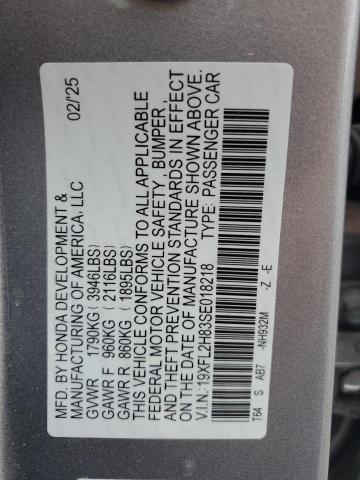 MFD. BY HONDA DEVELOPMENT &
MANUFACTURING OF AMERICA, LLC 02/'25
GVWR 1790KG (3946LBS)
GAWR F 960KG (2116LBS)
GAWR R 860KG (1895LBS)
THIS VEHICLE CONFORMS TO ALL APPLICABLE
FEDERAL MOTOR VEHICLE SAFETY, BUMPER,
AND THEFT PREVENTION STANDARDS IN EFFECT
ON THE DATE OF MANUFACTURE SHOWN ABOVE.
V.I.N.:19XFL2H83SE018218 TYPE: PASSENGER CAR
T64 S AB7 -NH932M -Z -E